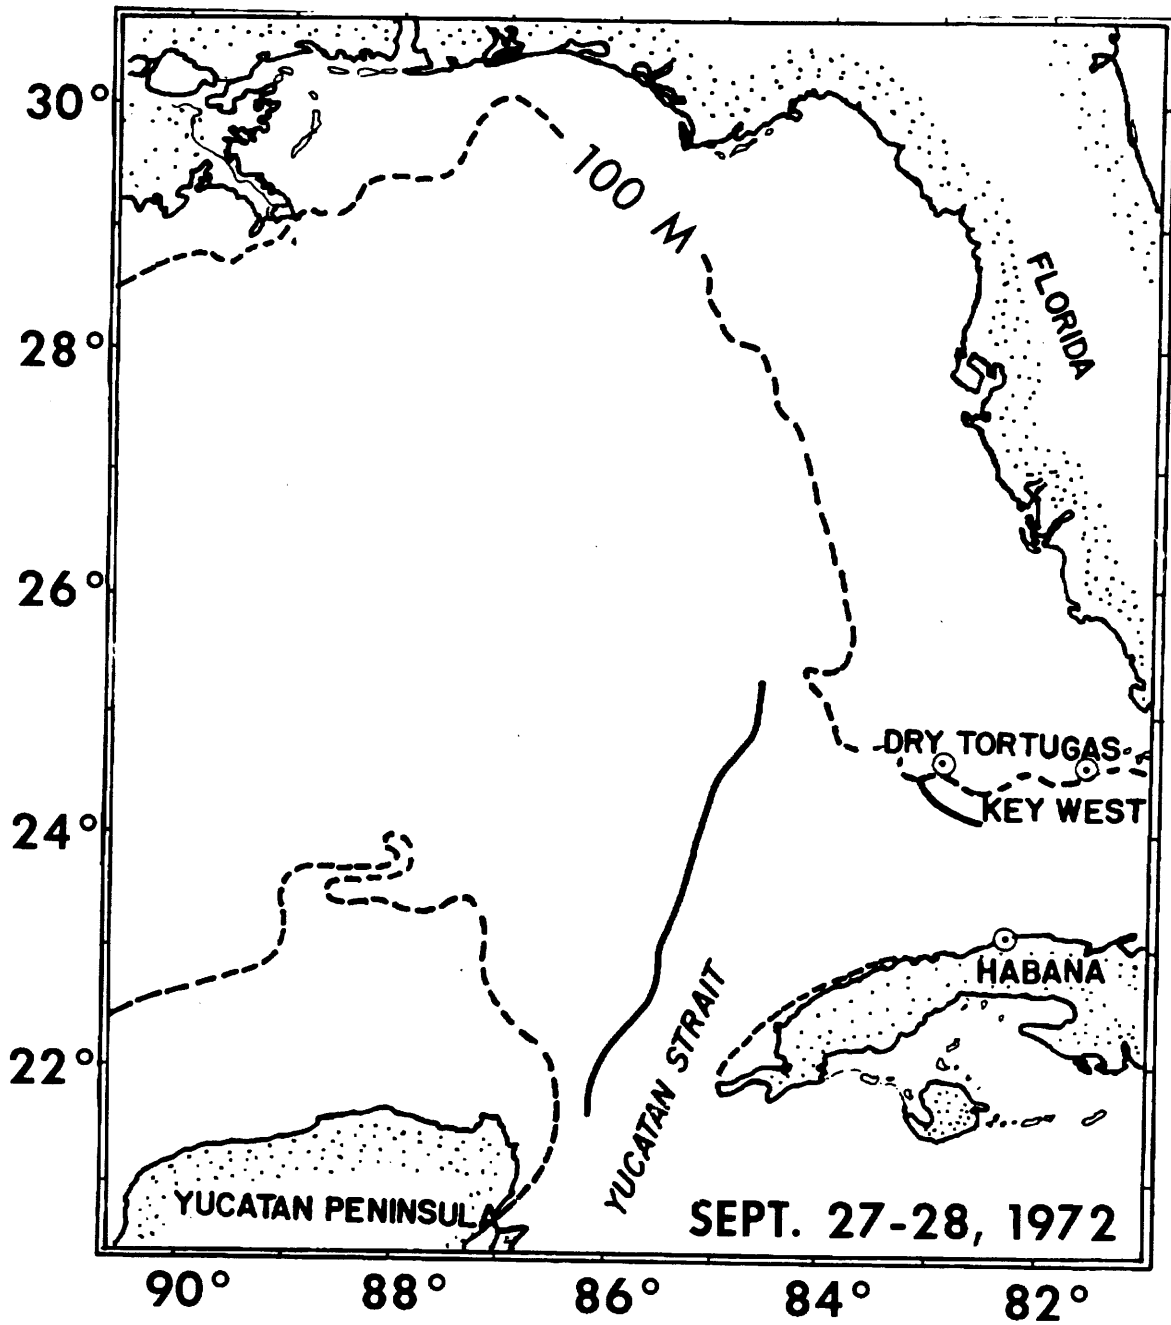 30°
100 M
FLORIDA
28°
26°
DRY TORTUGAS
KEY WEST
24°
HABANA
YUCATAN STRAIT
22°
YUCATAN PENINSULA
SEPT. 27-28, 1972
90° 88° 86° 84° 82°